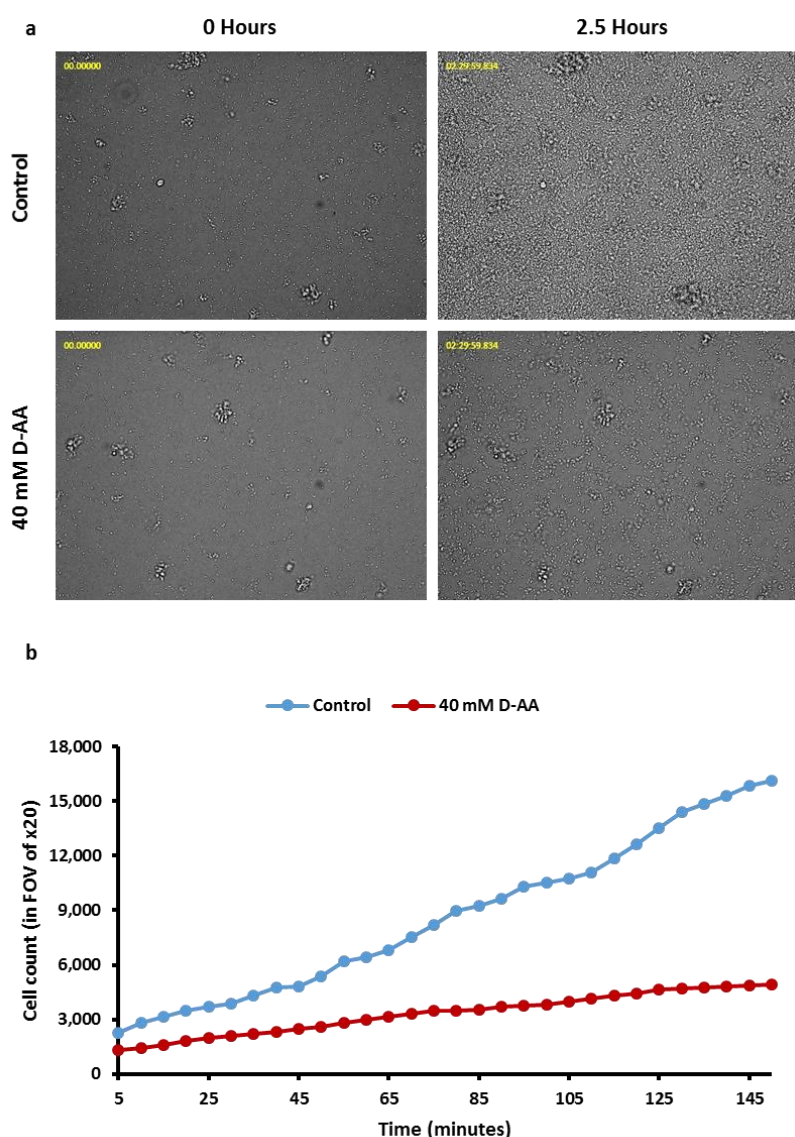 a
0 Hours
2.5 Hours
Control
00.00000
02:29:59.834
40 mM D-AA
00.00000
02:29:59.834
b
Control
40 mM D-AA
Cell count (in FOV of x20)
18,000
15,000
12,000
9,000
6,000
3,000
0
5 25 45 65 85 105 125 145
Time (minutes)